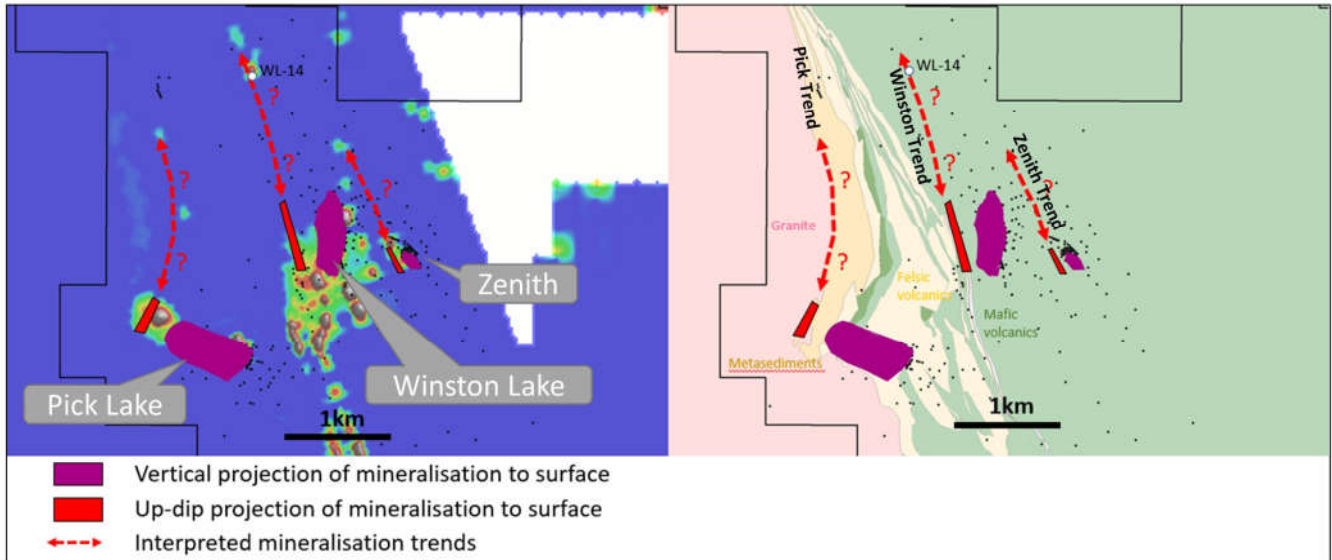 WL-14
?
?
?
?
?
Zenith
Winston Lake
Pick Lake
1km
Pick Trend
WL-14
Winston Trend
?
?
?
?
?
Zenith Trend
Granite
Felsic
volcanics
Mafic
volcanics
Metasediments
1km
Vertical projection of mineralisation to surface
Up-dip projection of mineralisation to surface
Interpreted mineralisation trends